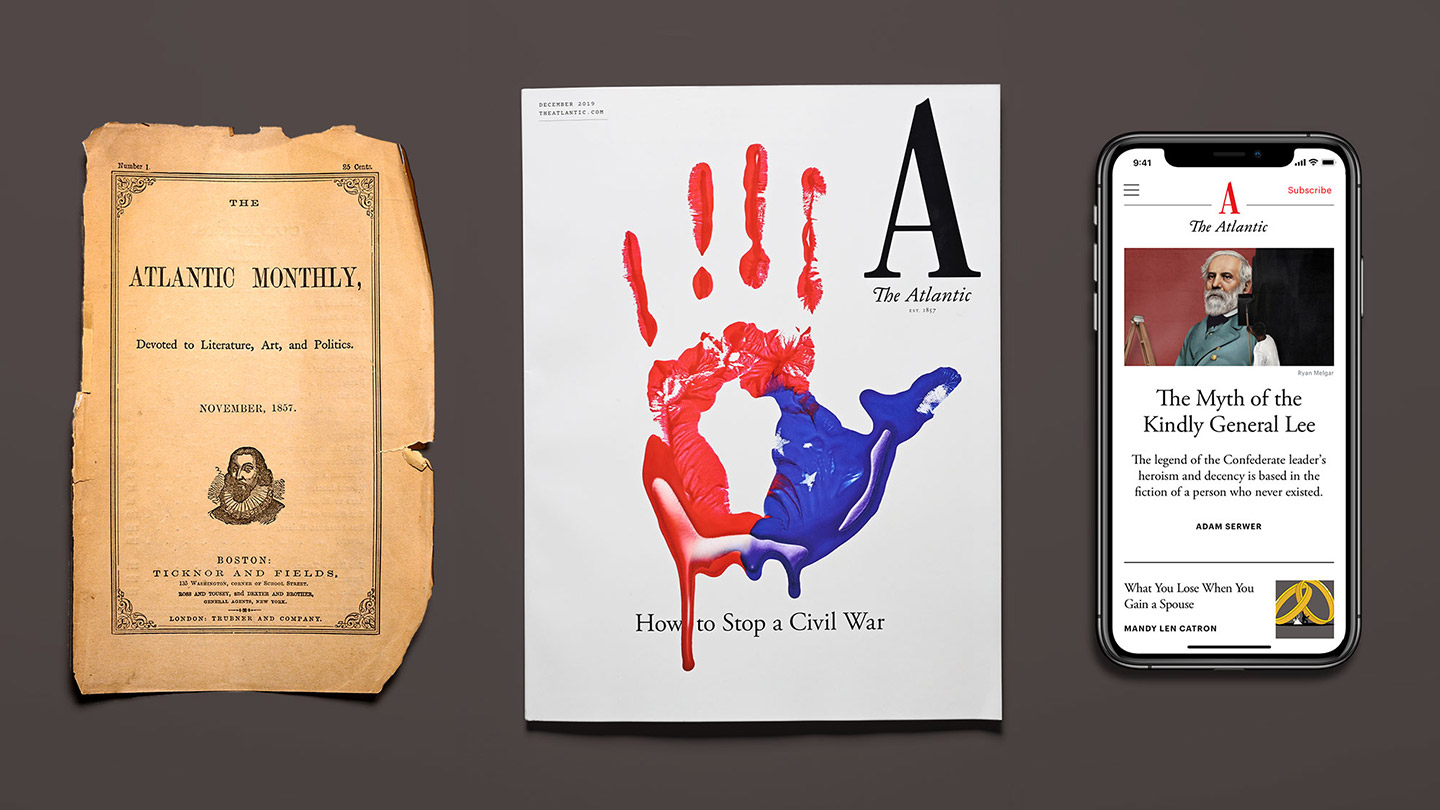 Number 1.
25 Cents.
THE
ATLANTIC MONTHLY,
Devoted to Literature, Art, and Politics.
NOVEMBER, 1857.
BOSTON:
TICKNOR AND FIELDS,
135 WASHINGTON, CORNER OF SCHOOL STREET.
ROSS AND TOUSEY, and DEXTER AND BROTHER,
GENERAL AGENTS, NEW YORK.
LONDON: TRUBNER AND COMPANY.
DECEMBER 2019
THEATLANTIC.COM
A
The Atlantic
EST. 1857
How to Stop a Civil War
9:41
Subscribe
A
The Atlantic
Ryan Melgar
The Myth of the
Kindly General Lee
The legend of the Confederate leader's
heroism and decency is based in the
fiction of a person who never existed.
ADAM SERWER
What You Lose When You
Gain a Spouse
MANDY LEN CATRON